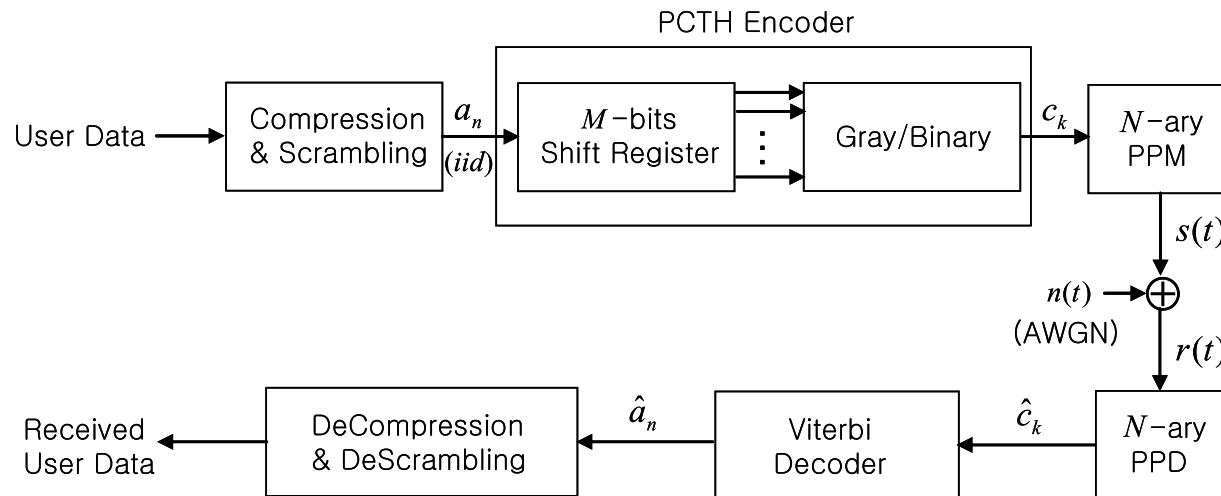 PCTH Encoder
User Data
Compression
& Scrambling
a_n
(iid)
M-bits
Shift Register
⋮
Gray/Binary
c_k
N-ary
PPM
s(t)
n(t)
(AWGN)
r(t)
Received
User Data
DeCompression
& DeScrambling
â_n
Viterbi
Decoder
ĉ_k
N-ary
PPD